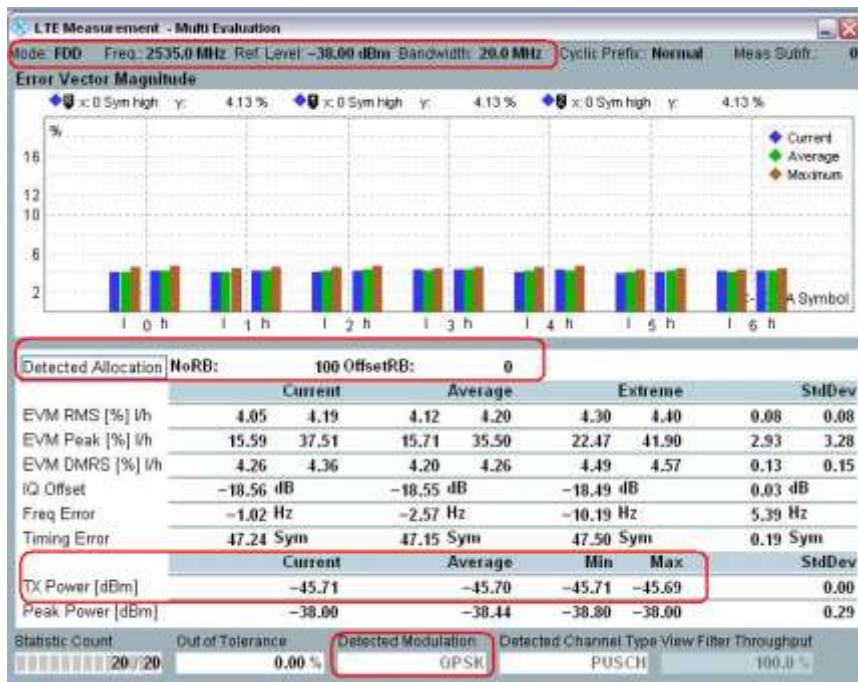 LTE Measurement - Multi Evaluation
Mode: FDD Freq.: 2535.0 MHz Ref. Level: -38.00 dBm Bandwidth: 20.0 MHz Cyclic Prefix: Normal Meas Subfr.: 0
Error Vector Magnitude
x: 0 Sym high y: 4.13 % x: 0 Sym high y: 4.13 % x: 0 Sym high y: 4.13 %
%
Current
Average
Maximum
16
12
10
6
2
A Symbol
l 0 h l 1 h l 2 h l 3 h l 4 h l 5 h l 6 h
Detected Allocation NoRB: 100 OffsetRB: 0
Current Average Extreme StdDev
EVM RMS [%] l/h 4.05 4.19 4.12 4.20 4.30 4.40 0.08 0.08
EVM Peak [%] l/h 15.59 37.51 15.71 35.50 22.47 41.90 2.93 3.28
EVM DMRS [%] l/h 4.26 4.36 4.20 4.26 4.49 4.57 0.13 0.15
IQ Offset -18.56 dB -18.55 dB -18.49 dB 0.03 dB
Freq Error -1.02 Hz -2.57 Hz -10.19 Hz 5.39 Hz
Timing Error 47.24 Sym 47.15 Sym 47.50 Sym 0.19 Sym
Current Average Min Max StdDev
TX Power [dBm] -45.71 -45.70 -45.71 -45.69 0.00
Peak Power [dBm] -38.00 -38.44 -38.80 -38.00 0.29
Statistic Count Out of Tolerance Detected Modulation Detected Channel Type View Filter Throughput
20 / 20 0.00 % QPSK PUSCH 100.0 %